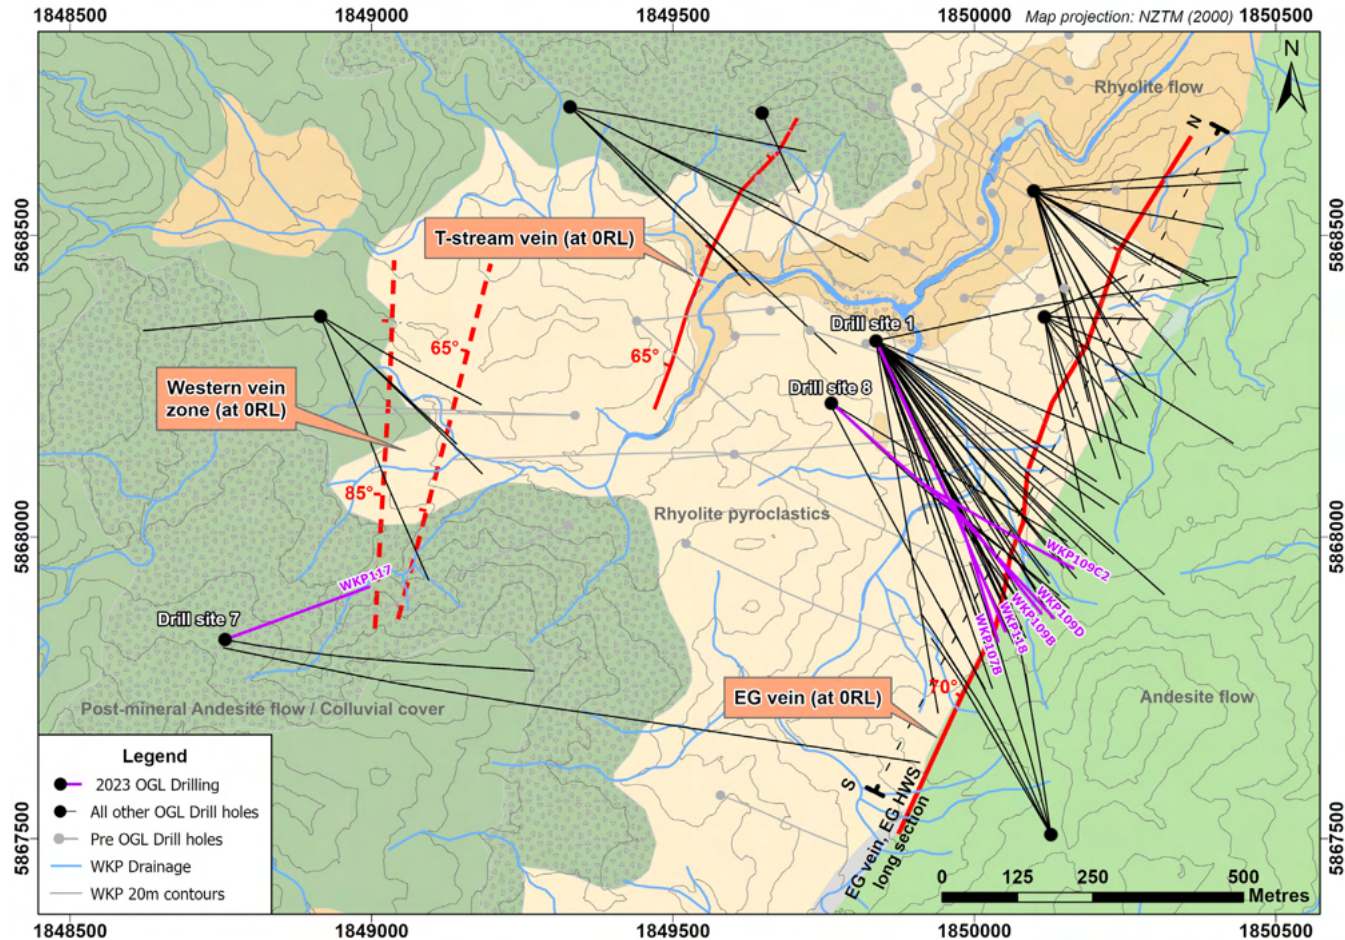 1848500
1849000
1849500
1850000
Map projection: NZTM (2000)
1850500
N
Rhyolite flow
N
5868500
5868500
T-stream vein (at 0RL)
Drill site 1
65°
65°
Western vein
zone (at 0RL)
Drill site 8
85°
Rhyolite pyroclastics
5868000
5868000
WKP109C2
WKP117
WKP109D
WKP109B
WKP118
WKP107B
Drill site 7
70°
EG vein (at 0RL)
Andesite flow
Post-mineral Andesite flow / Colluvial cover
S
EG vein, EG HWS
long section
Legend
2023 OGL Drilling
All other OGL Drill holes
Pre OGL Drill holes
WKP Drainage
WKP 20m contours
5867500
5867500
0
125
250
500
Metres
1848500
1849000
1849500
1850000
1850500